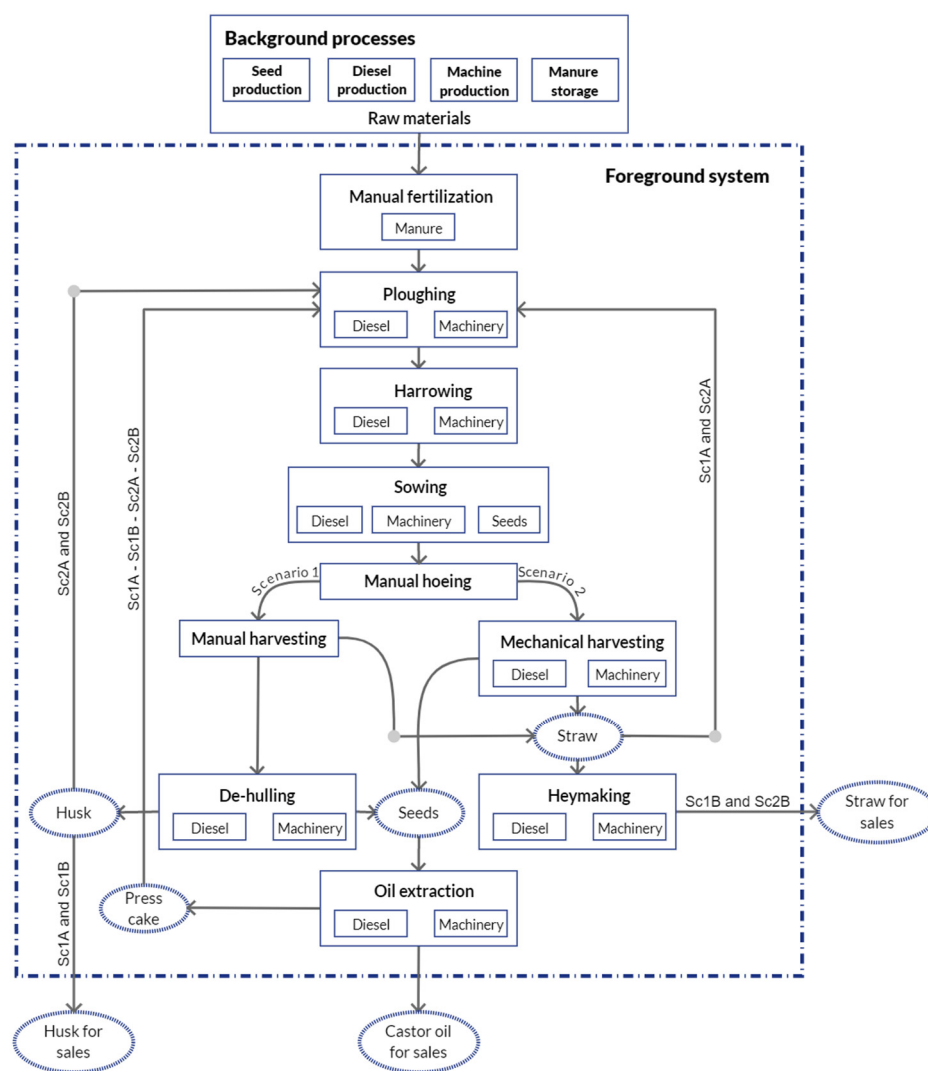 Background processes
Seed
production
Diesel
production
Machine
production
Manure
storage
Raw materials
Foreground system
Manual fertilization
Manure
Ploughing
Diesel
Machinery
Harrowing
Diesel
Machinery
Sowing
Diesel
Machinery
Seeds
Sc2A and Sc2B
Sc1A - Sc1B - Sc2A - Sc2B
Sc1A and Sc2A
Scenario 1
Manual hoeing
Scenario 2
Manual harvesting
Mechanical harvesting
Diesel
Machinery
Straw
Husk
De-hulling
Diesel
Machinery
Seeds
Heymaking
Diesel
Machinery
Sc1B and Sc2B
Straw for
sales
Sc1A and Sc1B
Press
cake
Oil extraction
Diesel
Machinery
Husk for
sales
Castor oil
for sales